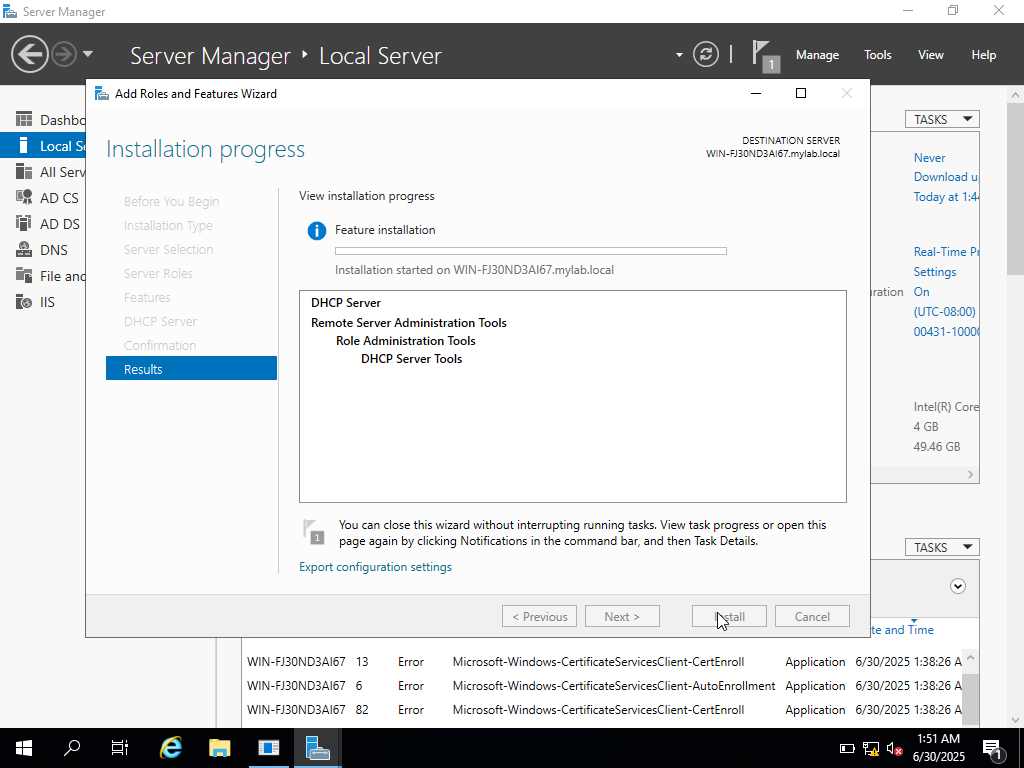 Server Manager
Server Manager
Local Server
1
Manage
Tools
View
Help
Add Roles and Features Wizard
Installation progress
DESTINATION SERVER
WIN-FJ30ND3AI67.mylab.local
Before You Begin
Installation Type
Server Selection
Server Roles
Features
DHCP Server
Confirmation
Results
View installation progress
Feature installation
Installation started on WIN-FJ30ND3AI67.mylab.local
DHCP Server
Remote Server Administration Tools
Role Administration Tools
DHCP Server Tools
1
You can close this wizard without interrupting running tasks. View task progress or open this
page again by clicking Notifications in the command bar, and then Task Details.
Export configuration settings
< Previous
Next >
Install
Cancel
Dashbo
Local Se
All Serv
AD CS
AD DS
DNS
File and
IIS
TASKS
Never
Download u
Today at 1:44
Real-Time Pr
Settings
uration
On
(UTC-08:00)
00431-10000
Intel(R) Core
4 GB
49.46 GB
TASKS
te and Time
WIN-FJ30ND3AI67 13 Error Microsoft-Windows-CertificateServicesClient-CertEnroll Application 6/30/2025 1:38:26 A
WIN-FJ30ND3AI67 6 Error Microsoft-Windows-CertificateServicesClient-AutoEnrollment Application 6/30/2025 1:38:26 A
WIN-FJ30ND3AI67 82 Error Microsoft-Windows-CertificateServicesClient-CertEnroll Application 6/30/2025 1:38:26 A
1:51 AM
6/30/2025
1